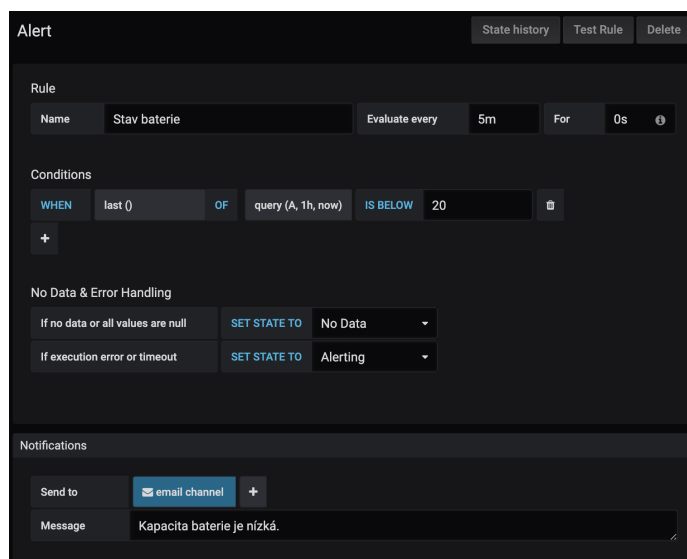 Alert State history Test Rule Delete
Rule
Name Stav baterie Evaluate every 5m For 0s
Conditions
WHEN last () OF query (A, 1h, now) IS BELOW 20
+
No Data & Error Handling
If no data or all values are null SET STATE TO No Data
If execution error or timeout SET STATE TO Alerting
Notifications
Send to email channel +
Message Kapacita baterie je nízká.